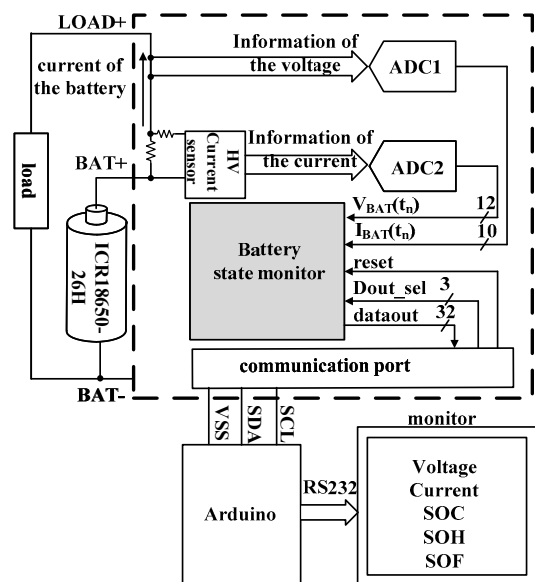 LOAD+
current of
the battery
Information of
the voltage
ADC1
load
BAT+
HV
Current
sensor
Information of
the current
ADC2
ICR18650-
26H
Battery
state monitor
V_BAT(t_n)
12
I_BAT(t_n)
10
reset
Dout_sel
3
dataout
32
communication port
BAT-
VSS
SDA
SCL
monitor
Arduino
RS232
Voltage
Current
SOC
SOH
SOF